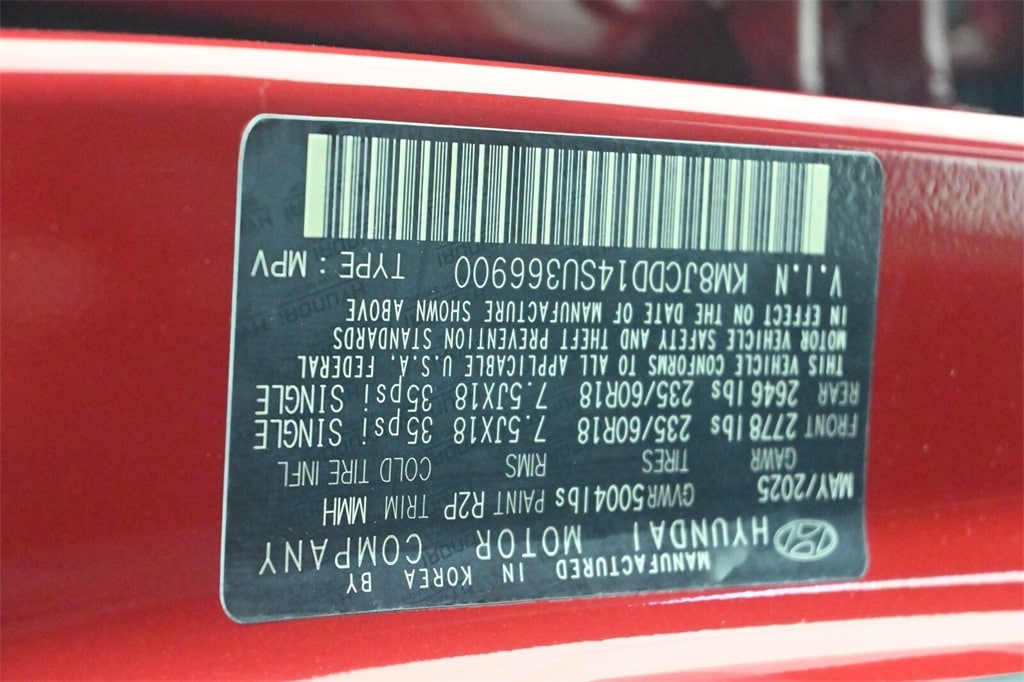 MANUFACTURED IN KOREA BY
HYUNDAI MOTOR COMPANY
MAY/2025 GVWR 5004 lbs PAINT R2P TRIM MMH
GAWR TIRES RIMS COLD TIRE INFL
FRONT 2778 lbs 235/60R18 7.5JX18 35psi SINGLE
REAR 2646 lbs 235/60R18 7.5JX18 35psi SINGLE
THIS VEHICLE CONFORMS TO ALL APPLICABLE U.S.A. FEDERAL
MOTOR VEHICLE SAFETY AND THEFT PREVENTION STANDARDS
IN EFFECT ON THE DATE OF MANUFACTURE SHOWN ABOVE
V.I.N KM8JCDD14SU366900 TYPE : MPV